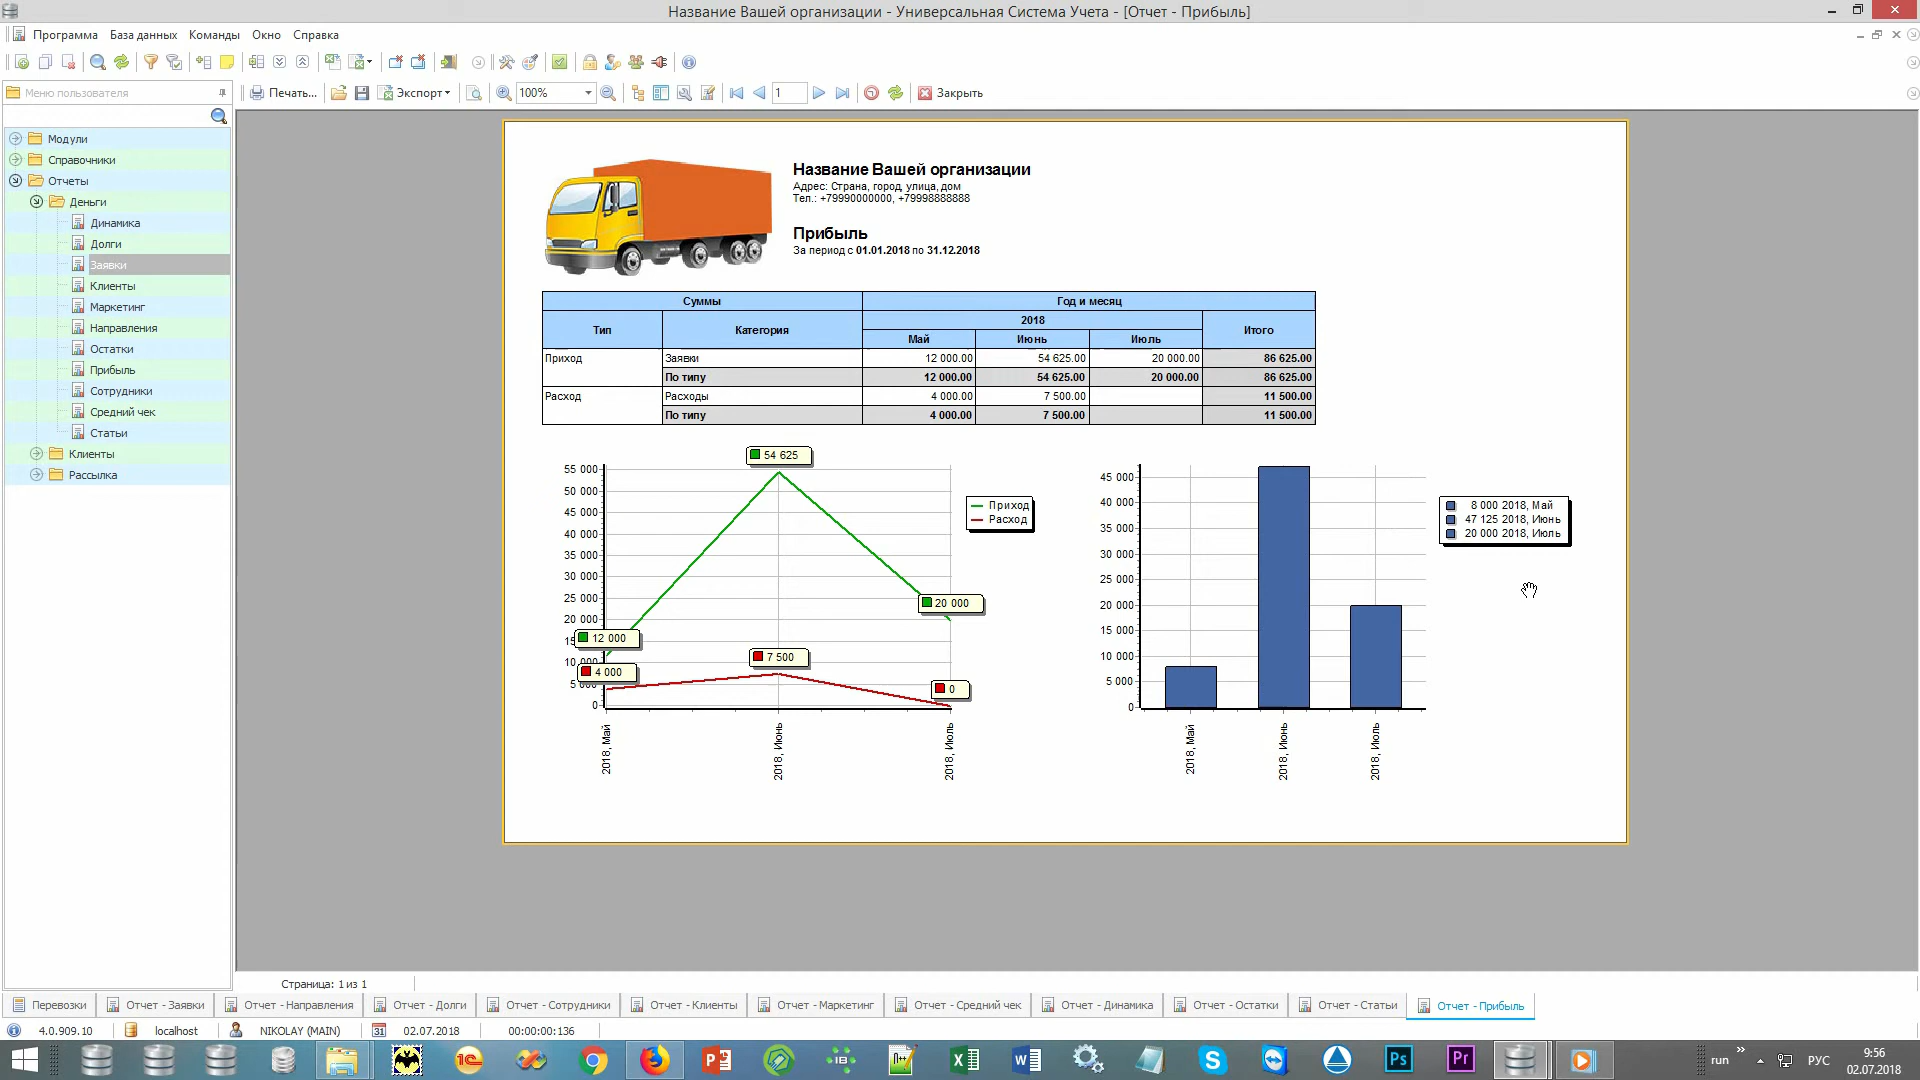 Название Вашей организации - Универсальная Система Учета - [Отчет - Прибыль]
Программа База данных Команды Окно Справка
Меню пользователя
Печать... Экспорт 100% 1 Закрыть
Модули
Справочники
Отчеты
Деньги
Динамика
Долги
Заявки
Клиенты
Маркетинг
Направления
Остатки
Прибыль
Сотрудники
Средний чек
Статьи
Клиенты
Рассылка
Название Вашей организации
Адрес: Страна, город, улица, дом
Тел.: +79990000000, +79998888888
Прибыль
За период с 01.01.2018 по 31.12.2018
Суммы Год и месяц
Тип Категория 2018 Итого
Май Июнь Июль
Приход Заявки 12 000.00 54 625.00 20 000.00 86 625.00
По типу 12 000.00 54 625.00 20 000.00 86 625.00
Расход Расходы 4 000.00 7 500.00 11 500.00
По типу 4 000.00 7 500.00 11 500.00
55 000
50 000
45 000
40 000
35 000
30 000
25 000
20 000
15
10 000
5 000
0
54 625
12 000
20 000
4 000
7 500
0
Приход
Расход
2018, Май
2018, Июнь
2018, Июль
45 000
40 000
35 000
30 000
25 000
20 000
15 000
10 000
5 000
0
8 000 2018, Май
47 125 2018, Июнь
20 000 2018, Июль
2018, Май
2018, Июнь
2018, Июль
Страница: 1 из 1
Перевозки Отчет - Заявки Отчет - Направления Отчет - Долги Отчет - Сотрудники Отчет - Клиенты Отчет - Маркетинг Отчет - Средний чек Отчет - Динамика Отчет - Остатки Отчет - Статьи Отчет - Прибыль
4.0.909.10 localhost NIKOLAY (MAIN) 31 02.07.2018 00:00:00:136
run РУС 9:56
02.07.2018